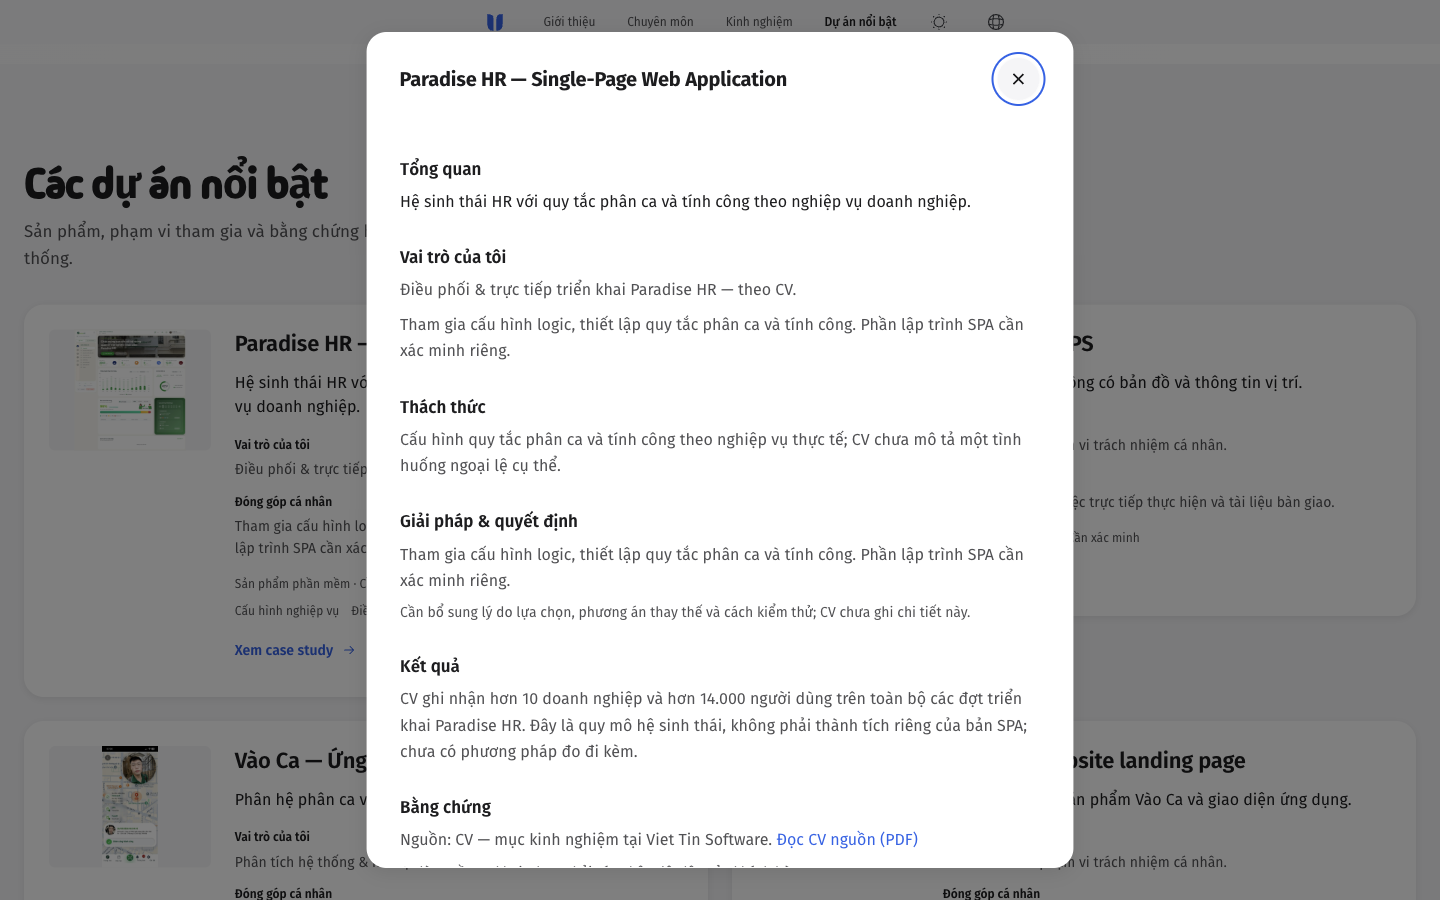 Giới thiệu
Chuyên môn
Kinh nghiệm
Dự án nổi bật
Paradise HR — Single-Page Web Application
Tổng quan
Hệ sinh thái HR với quy tắc phân ca và tính công theo nghiệp vụ doanh nghiệp.
Vai trò của tôi
Điều phối & trực tiếp triển khai Paradise HR — theo CV.
Tham gia cấu hình logic, thiết lập quy tắc phân ca và tính công. Phần lập trình SPA cần
xác minh riêng.
Thách thức
Cấu hình quy tắc phân ca và tính công theo nghiệp vụ thực tế; CV chưa mô tả một tình
huống ngoại lệ cụ thể.
Giải pháp & quyết định
Tham gia cấu hình logic, thiết lập quy tắc phân ca và tính công. Phần lập trình SPA cần
xác minh riêng.
Cần bổ sung lý do lựa chọn, phương án thay thế và cách kiểm thử; CV chưa ghi chi tiết này.
Kết quả
CV ghi nhận hơn 10 doanh nghiệp và hơn 14.000 người dùng trên toàn bộ các đợt triển
khai Paradise HR. Đây là quy mô hệ sinh thái, không phải thành tích riêng của bản SPA;
chưa có phương pháp đo đi kèm.
Bằng chứng
Nguồn: CV — mục kinh nghiệm tại Viet Tin Software. Đọc CV nguồn (PDF)
Các dự án nổi bật
Sản phẩm, phạm vi tham gia và bằng chứng
thống.
Paradise HR –
Hệ sinh thái HR
vụ doanh nghiệp.
Vai trò của tôi
Điều phối & trực tiếp
Đóng góp cá nhân
Tham gia cấu hình
lập trình SPA cần
Sản phẩm phần mềm ·
Cấu hình nghiệp vụ
Xem case study →
có bản đồ và thông tin vị trí.
vi trách nhiệm cá nhân.
trực tiếp thực hiện và tài liệu bàn giao.
xác minh
Vào Ca — Ứng
Phân hệ phân ca
Vai trò của tôi
Phân tích hệ thống &
Đóng góp cá nhân
landing page
phẩm Vào Ca và giao diện ứng dụng.
vi trách nhiệm cá nhân.
Đóng góp cá nhân